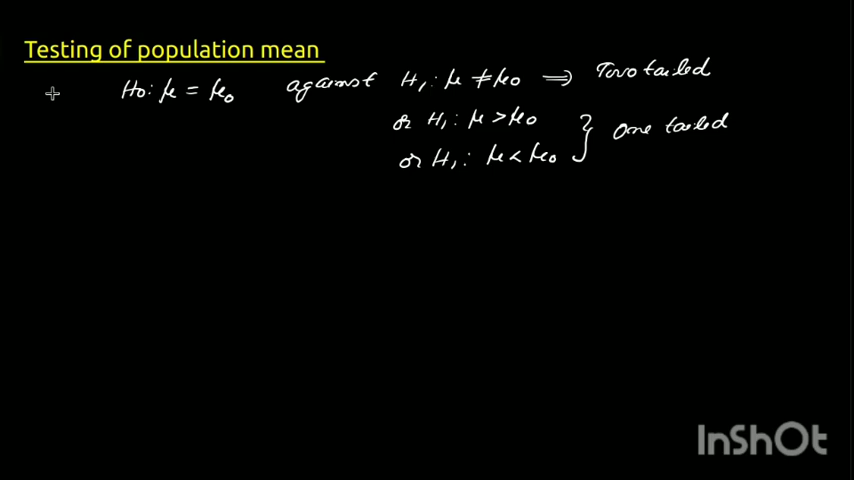 Testing of population mean
H0: μ = μ0 against H1: μ ≠ μ0 ⟹ Two tailed
or H1: μ > μ0
or H1: μ < μ0 } One tailed
InShOt